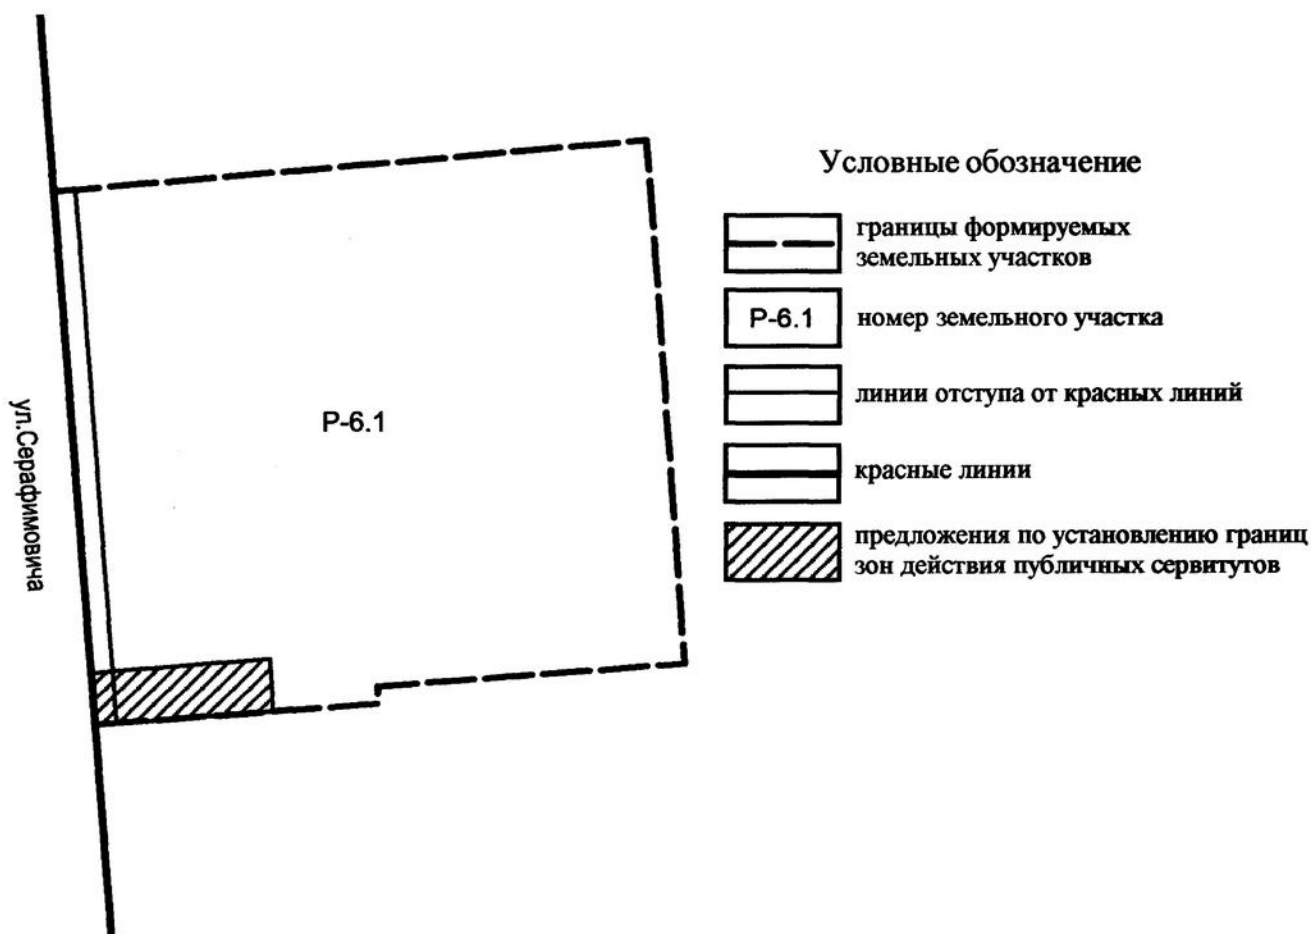 Условные обозначение
границы формируемых
земельных участков
Р-6.1
номер земельного участка
линии отступа от красных линий
красные линии
предложения по установлению границ
зон действия публичных сервитутов
Р-6.1
ул.Серафимовича